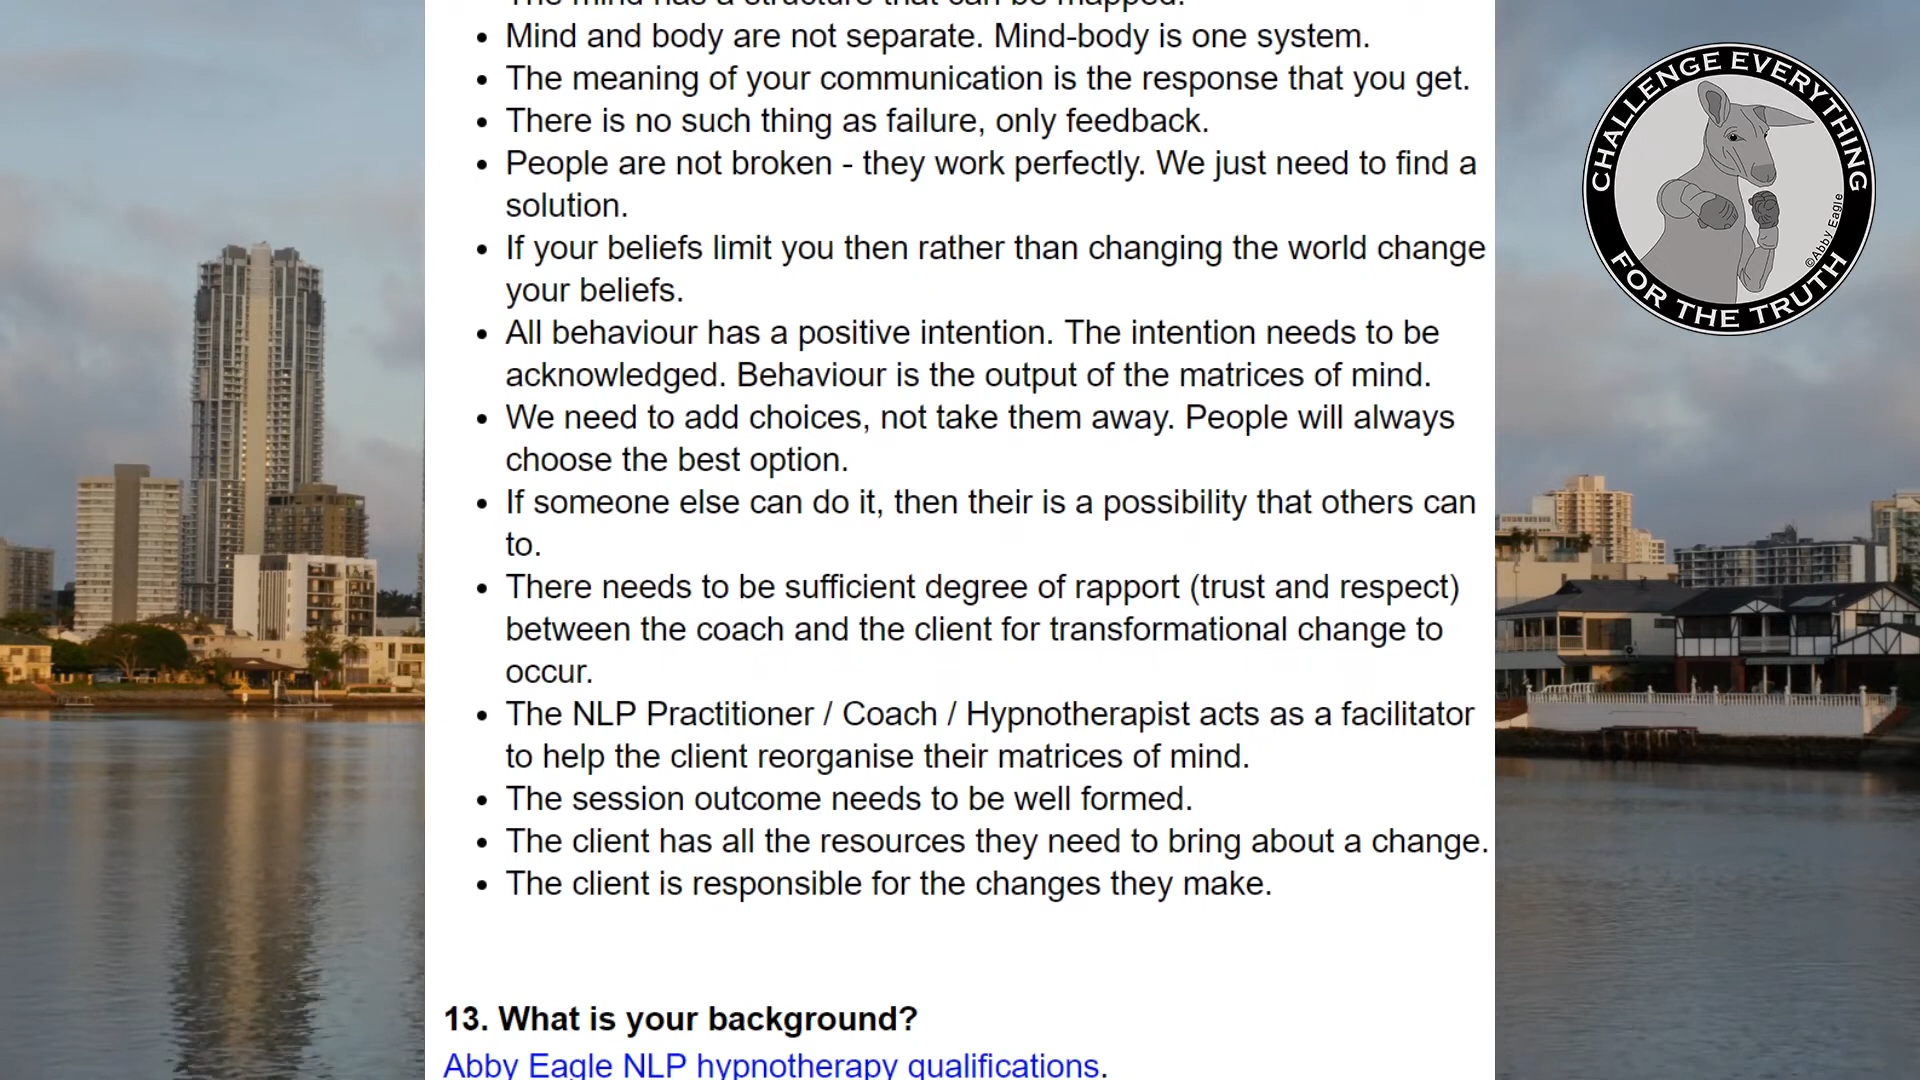 The mind has a structure that can be mapped.
• Mind and body are not separate. Mind-body is one system.
• The meaning of your communication is the response that you get.
• There is no such thing as failure, only feedback.
• People are not broken - they work perfectly. We just need to find a
solution.
• If your beliefs limit you then rather than changing the world change
your beliefs.
• All behaviour has a positive intention. The intention needs to be
acknowledged. Behaviour is the output of the matrices of mind.
• We need to add choices, not take them away. People will always
choose the best option.
• If someone else can do it, then their is a possibility that others can
to.
• There needs to be sufficient degree of rapport (trust and respect)
between the coach and the client for transformational change to
occur.
• The NLP Practitioner / Coach / Hypnotherapist acts as a facilitator
to help the client reorganise their matrices of mind.
• The session outcome needs to be well formed.
• The client has all the resources they need to bring about a change.
• The client is responsible for the changes they make.
13. What is your background?
Abby Eagle NLP hypnotherapy qualifications.
CHALLENGE EVERYTHING
FOR THE TRUTH
©Abby Eagle